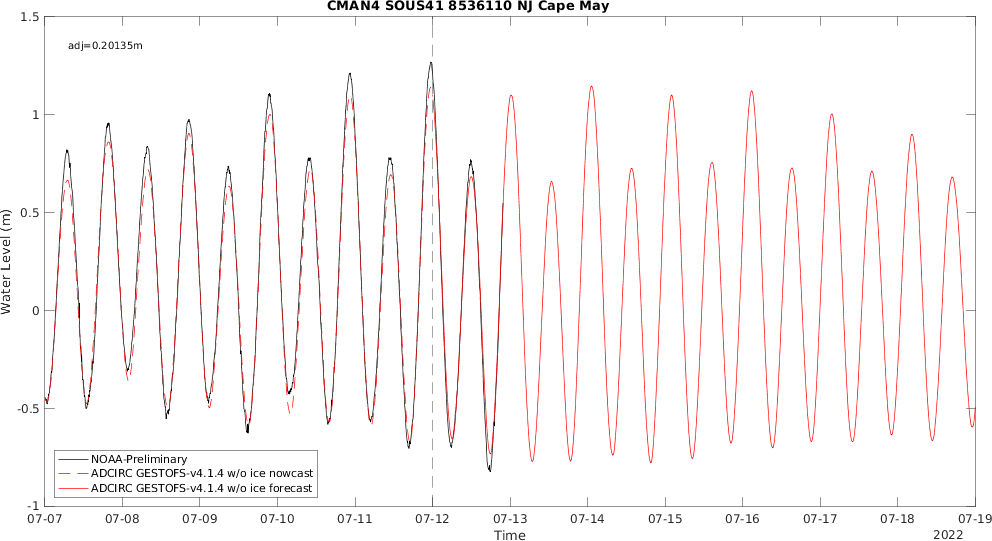 CMAN4 SOUS41 8536110 NJ Cape May
adj=0.20135m
1.5
1
0.5
0
-0.5
-1
Water Level (m)
NOAA-Preliminary
ADCIRC GESTOFS-v4.1.4 w/o ice nowcast
ADCIRC GESTOFS-v4.1.4 w/o ice forecast
07-07 07-08 07-09 07-10 07-11 07-12 07-13 07-14 07-15 07-16 07-17 07-18 07-19
Time
2022